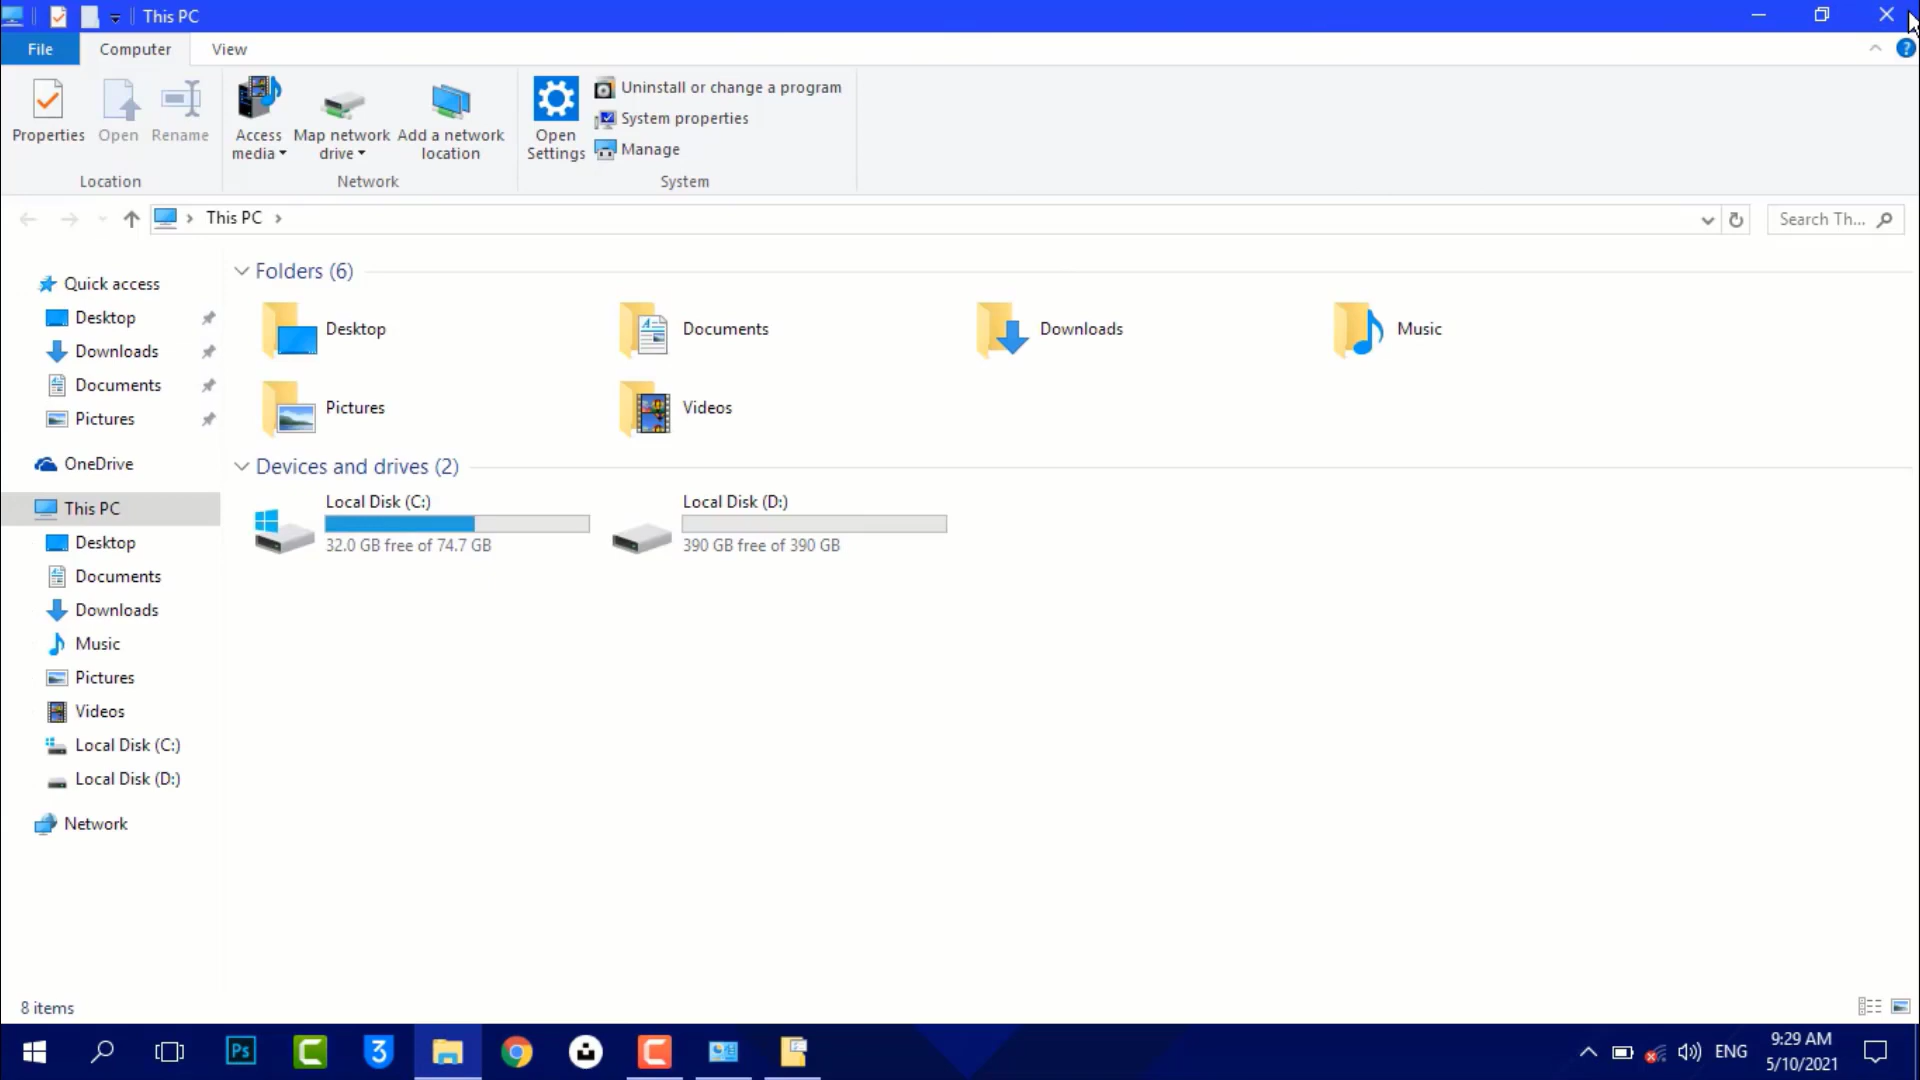 This PC
File
Computer
View
Properties
Open
Rename
Access media
Map network drive
Add a network location
Open Settings
Uninstall or change a program
System properties
Manage
Location
Network
System
This PC
Search Th...
Quick access
Desktop
Downloads
Documents
Pictures
OneDrive
This PC
Desktop
Documents
Downloads
Music
Pictures
Videos
Local Disk (C:)
Local Disk (D:)
Network
Folders (6)
Desktop
Documents
Downloads
Music
Pictures
Videos
Devices and drives (2)
Local Disk (C:)
32.0 GB free of 74.7 GB
Local Disk (D:)
390 GB free of 390 GB
8 items
Ps
3
ENG
9:29 AM
5/10/2021